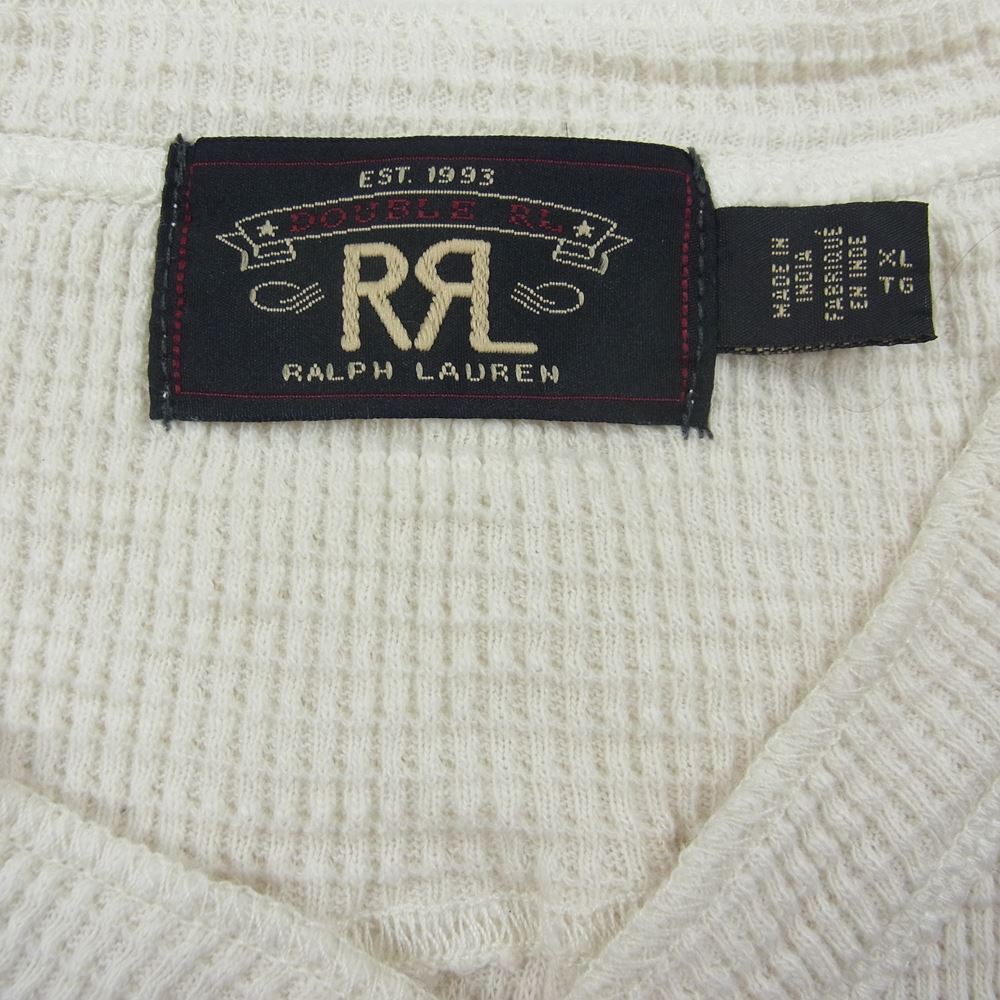 EST. 1993
DOUBLE RL
RRL
RALPH LAUREN
MADE IN
INDIA
FABRIQUÉ
EN INDE
XL
TG